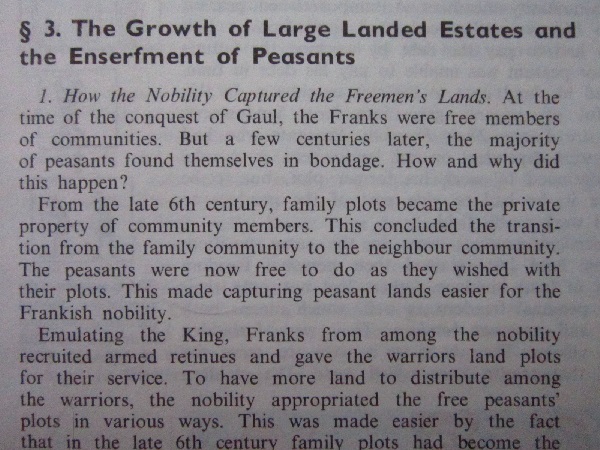 § 3. The Growth of Large Landed Estates and
the Enserfment of Peasants
1. How the Nobility Captured the Freemen's Lands. At the
time of the conquest of Gaul, the Franks were free members
of communities. But a few centuries later, the majority
of peasants found themselves in bondage. How and why did
this happen?
From the late 6th century, family plots became the private
property of community members. This concluded the transi-
tion from the family community to the neighbour community.
The peasants were now free to do as they wished with
their plots. This made capturing peasant lands easier for the
Frankish nobility.
Emulating the King, Franks from among the nobility
recruited armed retinues and gave the warriors land plots
for their service. To have more land to distribute among
the warriors, the nobility appropriated the free peasants'
plots in various ways. This was made easier by the fact
that in the late 6th century family plots had become the